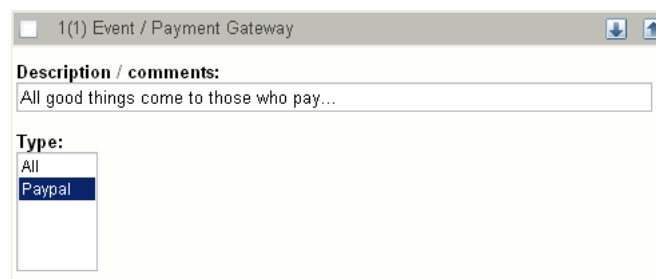 1(1) Event / Payment Gateway
Description / comments:
All good things come to those who pay...
Type:
All
Paypal